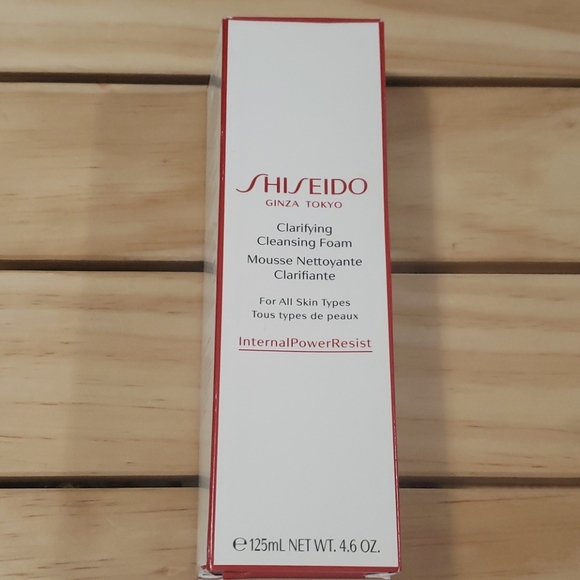 SHISEIDO
GINZA TOKYO
Clarifying
Cleansing Foam
Mousse Nettoyante
Clarifiante
For All Skin Types
Tous types de peaux
InternalPowerResist
℮125mL NET WT. 4.6 OZ.